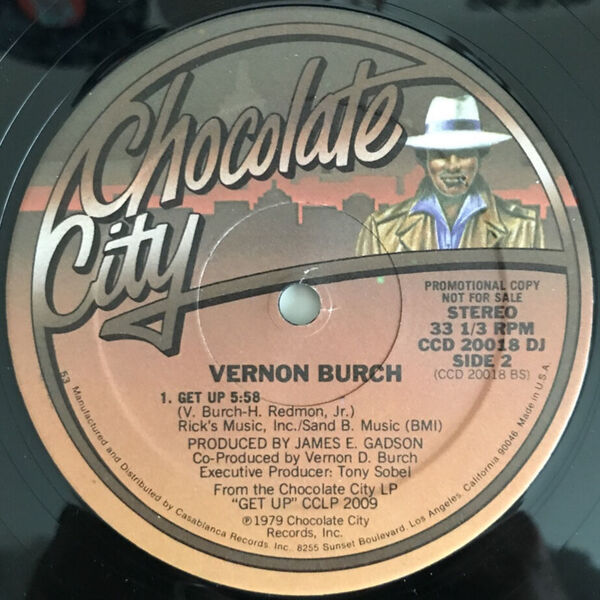 Chocolate
City
PROMOTIONAL COPY
NOT FOR SALE
STEREO
33 1/3 RPM
CCD 20018 DJ
SIDE 2
(CCD 20018 BS)
VERNON BURCH
1. GET UP 5:58
(V. Burch-H. Redmon, Jr.)
Rick's Music, Inc./Sand B. Music (BMI)
PRODUCED BY JAMES E. GADSON
Co-Produced by Vernon D. Burch
Executive Producer: Tony Sobel
From the Chocolate City LP
"GET UP" CCLP 2009
℗1979 Chocolate City
Records, Inc.
53 Manufactured and Distributed by Casablanca Records, Inc., 8255 Sunset Boulevard, Los Angeles, California 90046 Made in U.S.A.